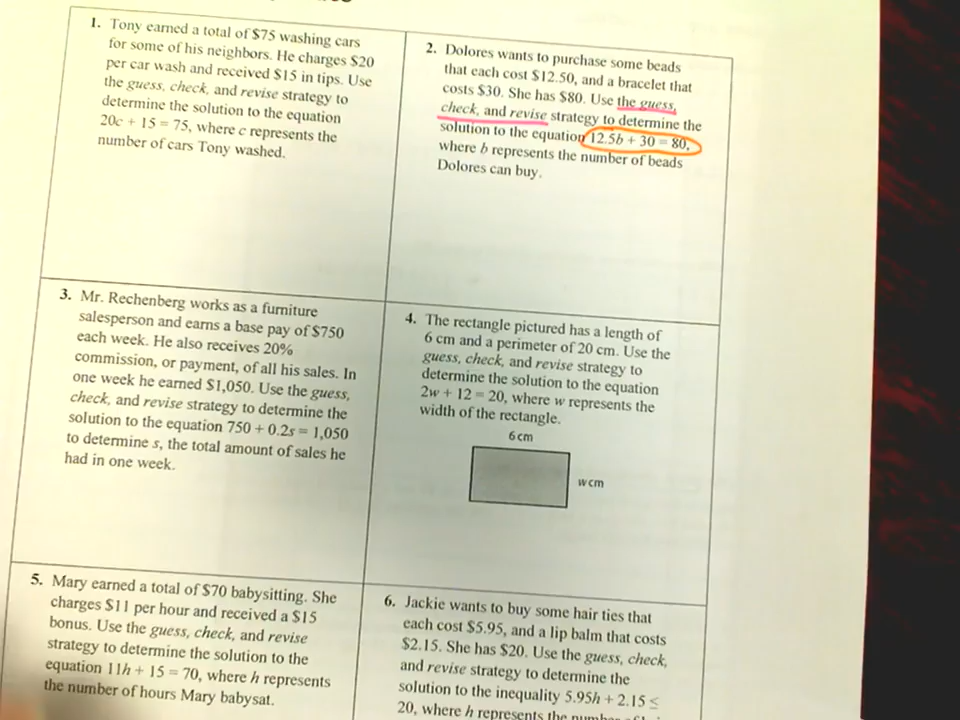 1. Tony earned a total of $75 washing cars
for some of his neighbors. He charges $20
per car wash and received $15 in tips. Use
the guess, check, and revise strategy to
determine the solution to the equation
20c + 15 = 75, where c represents the
number of cars Tony washed.
2. Dolores wants to purchase some beads
that each cost $12.50, and a bracelet that
costs $30. She has $80. Use the guess,
check, and revise strategy to determine the
solution to the equation 12.5b + 30 = 80,
where b represents the number of beads
Dolores can buy.
3. Mr. Rechenberg works as a furniture
salesperson and earns a base pay of $750
each week. He also receives 20%
commission, or payment, of all his sales. In
one week he earned $1,050. Use the guess,
check, and revise strategy to determine the
solution to the equation 750 + 0.2s = 1,050
to determine s, the total amount of sales he
had in one week.
4. The rectangle pictured has a length of
6 cm and a perimeter of 20 cm. Use the
guess, check, and revise strategy to
determine the solution to the equation
2w + 12 = 20, where w represents the
width of the rectangle.
6 cm
w cm
5. Mary earned a total of $70 babysitting. She
charges $11 per hour and received a $15
bonus. Use the guess, check, and revise
strategy to determine the solution to the
equation 11h + 15 = 70, where h represents
the number of hours Mary babysat.
6. Jackie wants to buy some hair ties that
each cost $5.95, and a lip balm that costs
$2.15. She has $20. Use the guess, check,
and revise strategy to determine the
solution to the inequality 5.95h + 2.15 ≤
20, where h represents the